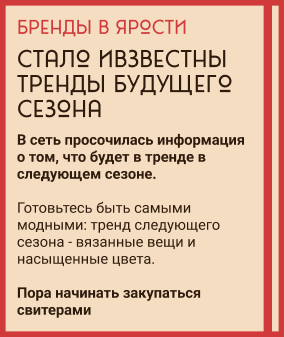 БРЕНДЫ В ЯРОСТИ
СТАЛО ИВЗВЕСТНЫ
ТРЕНДЫ БУДУЩЕГО
СЕЗОНА
В сеть просочилась информация
о том, что будет в тренде в
следующем сезоне.
Готовьтесь быть самыми
модными: тренд следующего
сезона - вязанные вещи и
насыщенные цвета.
Пора начинать закупаться
свитерами